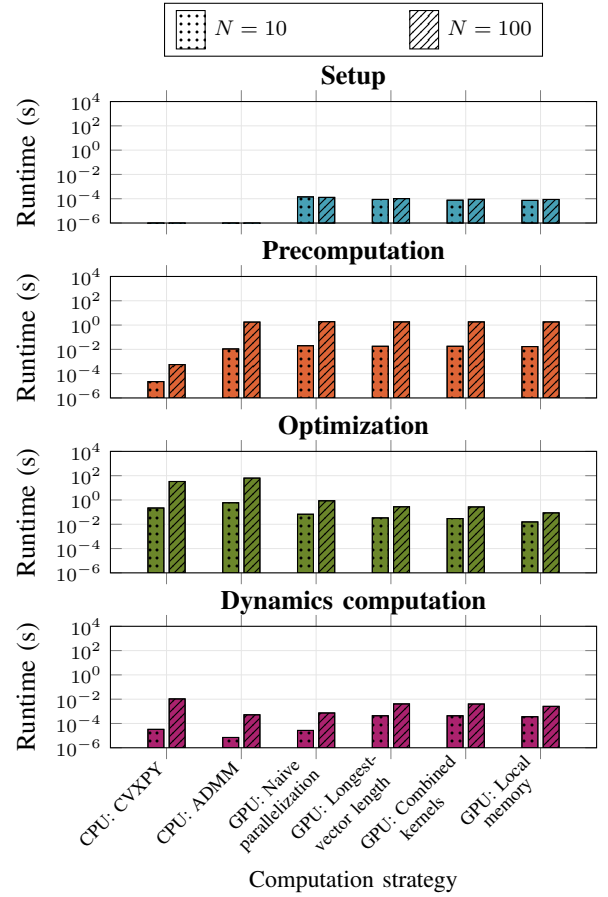 N = 10 N = 100
Setup
Runtime (s)
10^4
10^2
10^0
10^−2
10^−4
10^−6
Precomputation
Runtime (s)
10^4
10^2
10^0
10^−2
10^−4
10^−6
Optimization
Runtime (s)
10^4
10^2
10^0
10^−2
10^−4
10^−6
Dynamics computation
Runtime (s)
10^4
10^2
10^0
10^−2
10^−4
10^−6
CPU: CVXPY
CPU: ADMM
GPU: Naive
parallelization
GPU: Longest-
vector length
GPU: Combined
kernels
GPU: Local
memory
Computation strategy